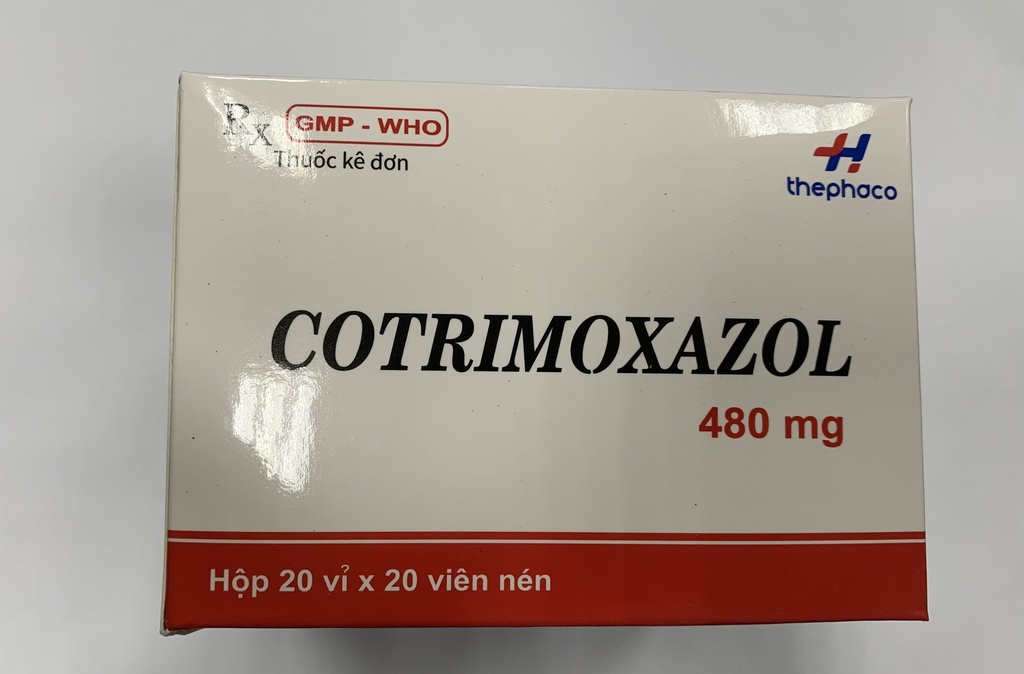 Rx GMP - WHO
Thuốc kê đơn
thephaco
COTRIMOXAZOL
480 mg
Hộp 20 vỉ x 20 viên nén